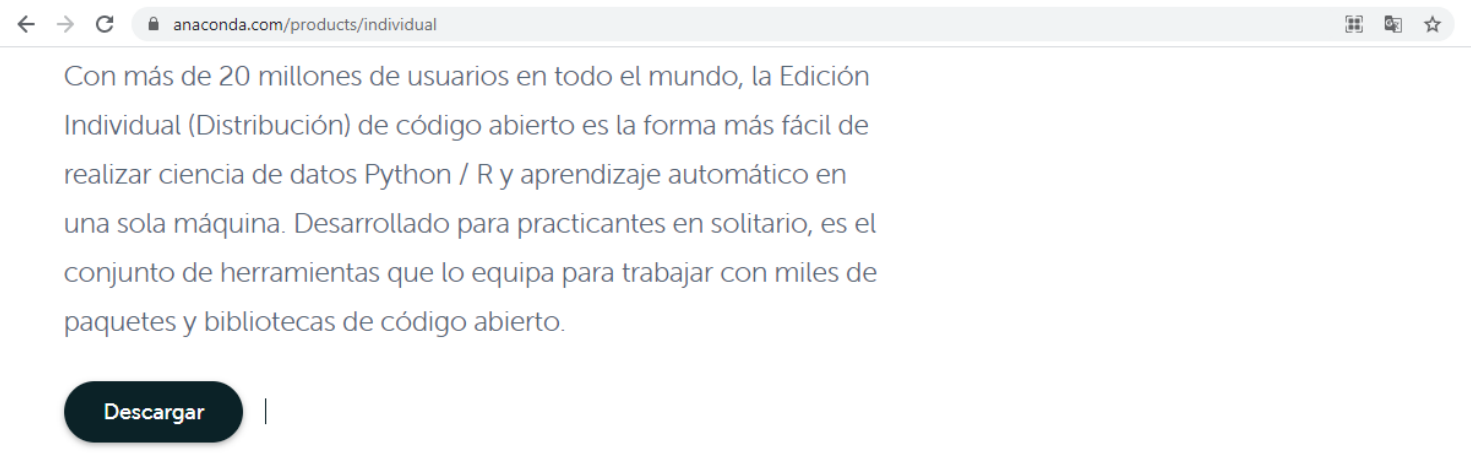 anaconda.com/products/individual
Con más de 20 millones de usuarios en todo el mundo, la Edición
Individual (Distribución) de código abierto es la forma más fácil de
realizar ciencia de datos Python / R y aprendizaje automático en
una sola máquina. Desarrollado para practicantes en solitario, es el
conjunto de herramientas que lo equipa para trabajar con miles de
paquetes y bibliotecas de código abierto.
Descargar